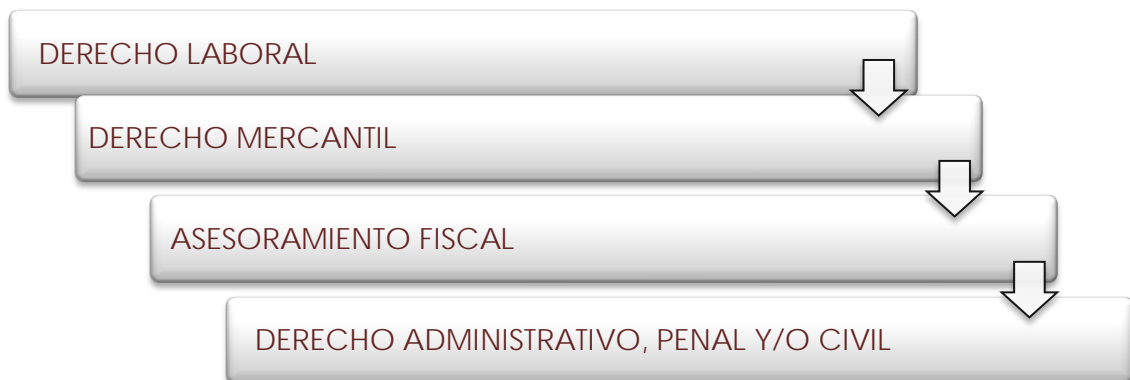 DERECHO LABORAL
DERECHO MERCANTIL
ASESORAMIENTO FISCAL
DERECHO ADMINISTRATIVO, PENAL Y/O CIVIL